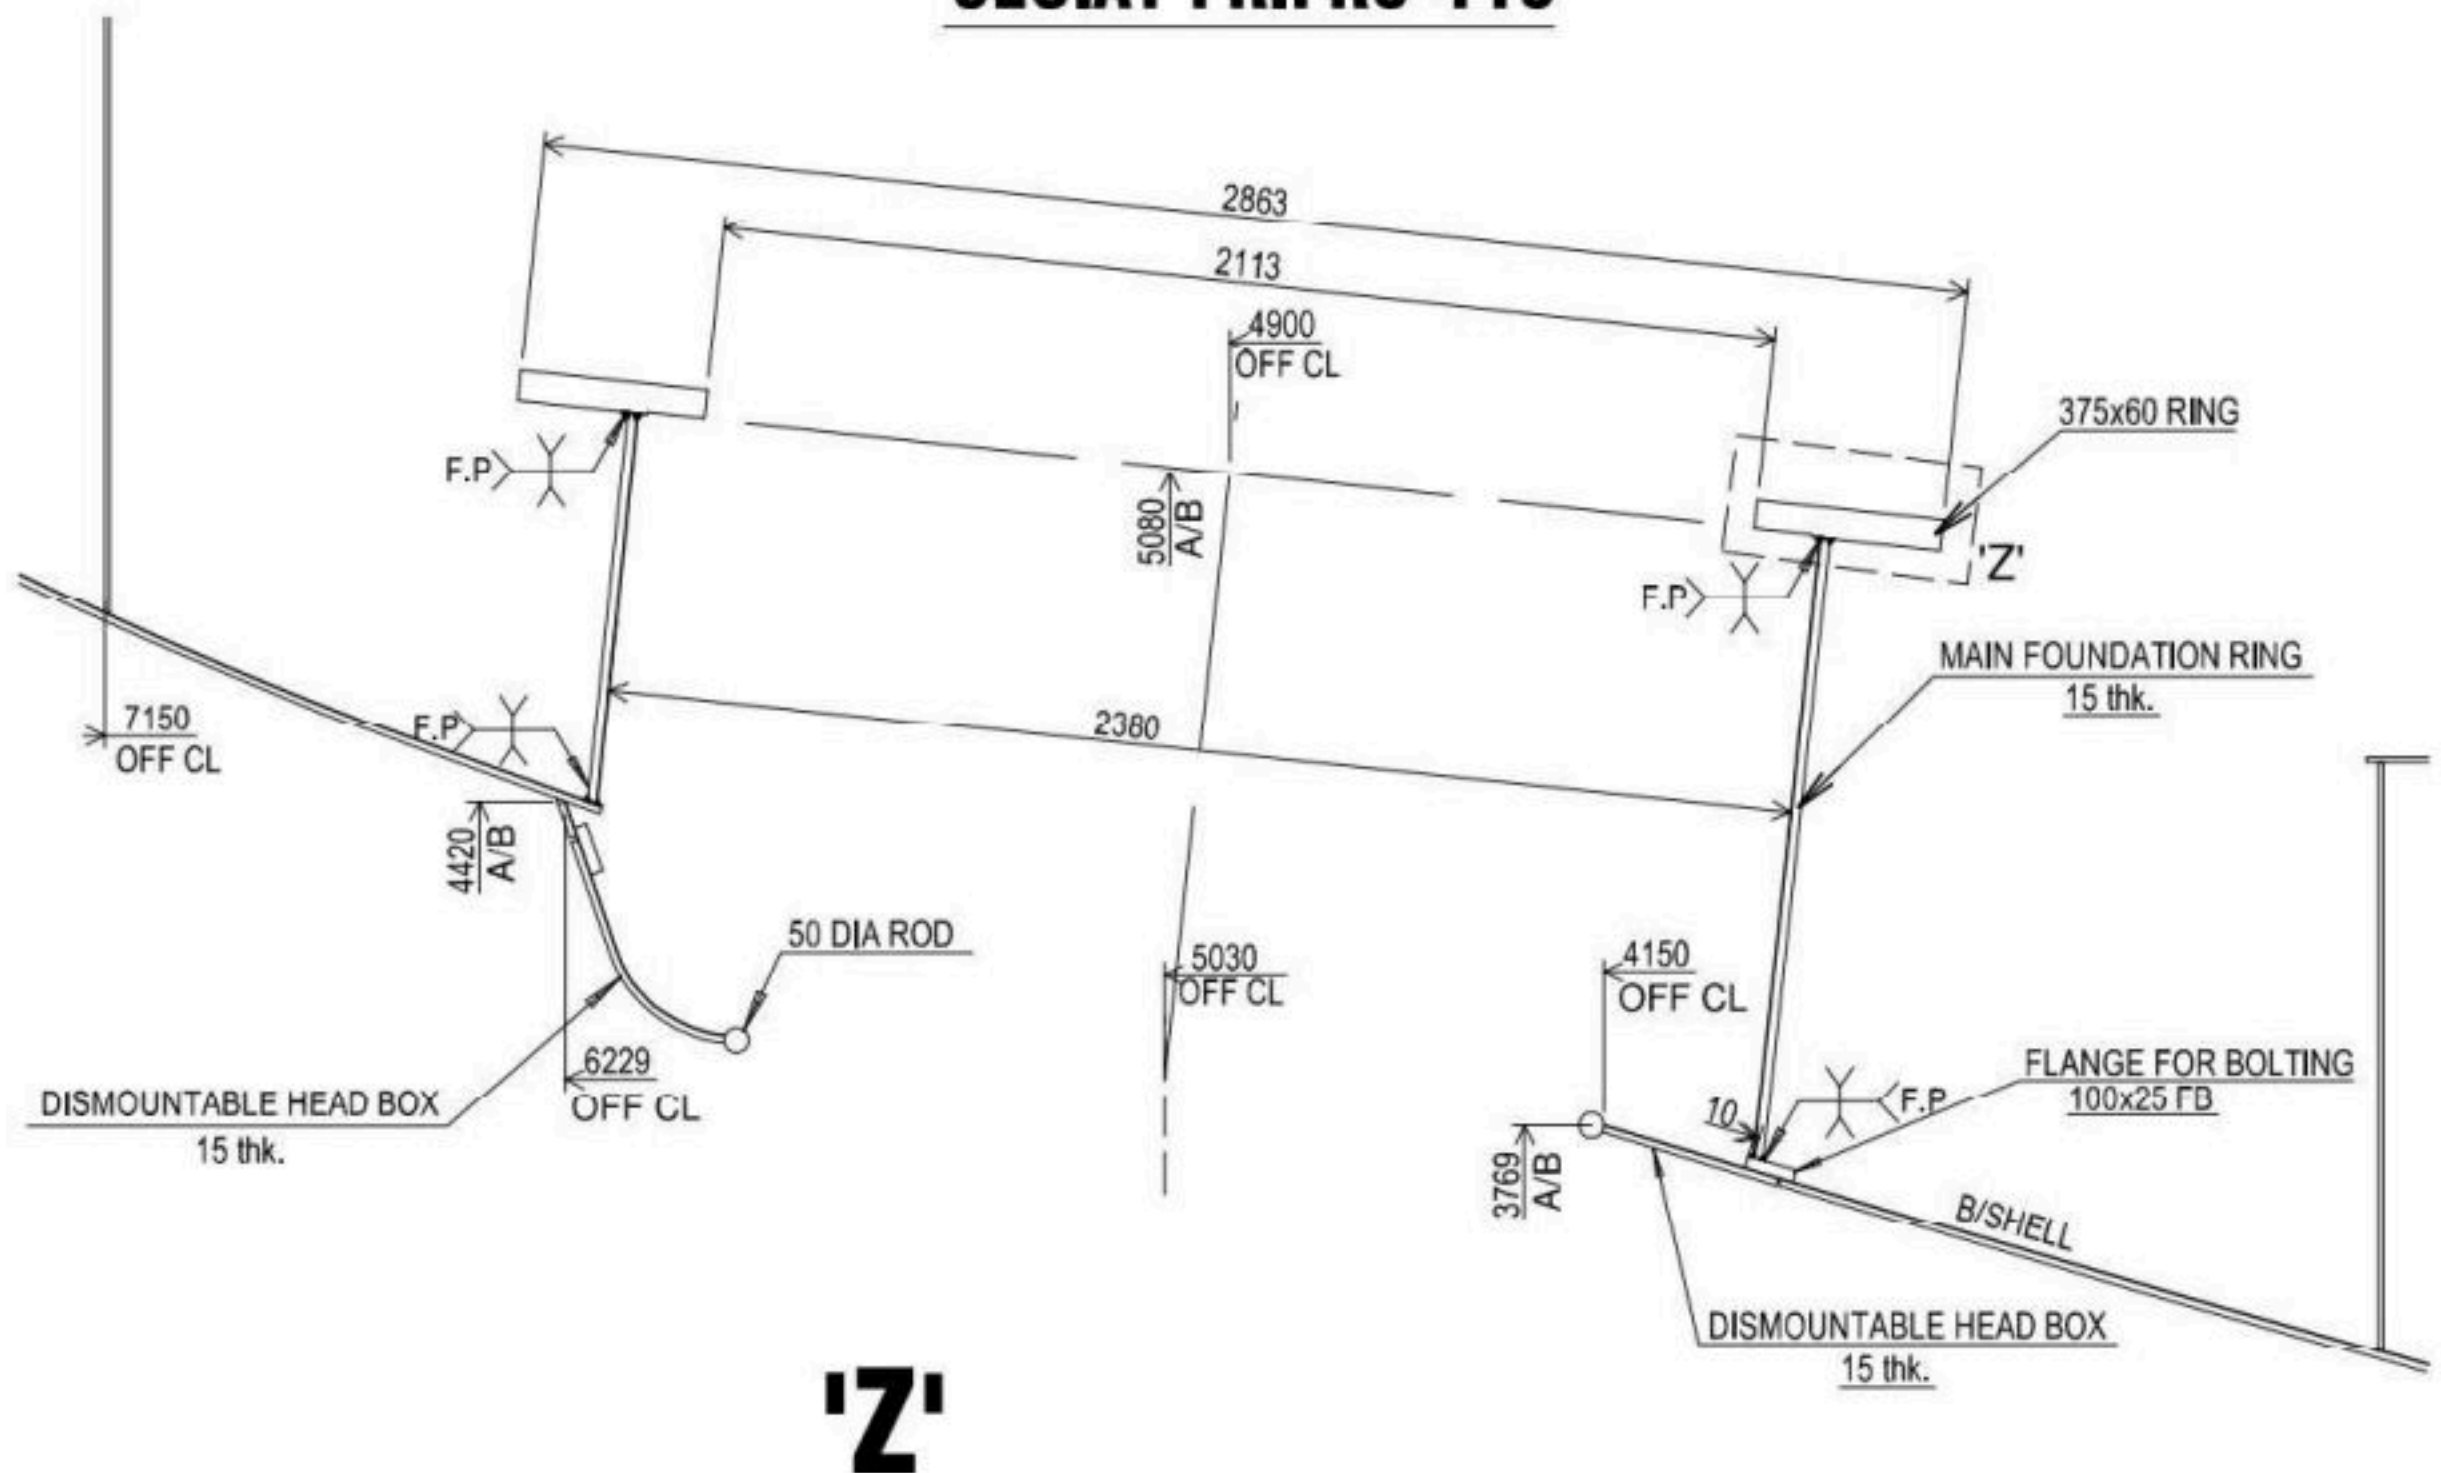 2863
2113
4900
OFF CL
375x60 RING
F.P
5080
A/B
'Z'
F.P
MAIN FOUNDATION RING
15 thk.
7150
OFF CL
F.P
2380
4420
A/B
50 DIA ROD
5030
OFF CL
4150
OFF CL
6229
OFF CL
DISMOUNTABLE HEAD BOX
15 thk.
FLANGE FOR BOLTING
100x25 FB
10
F.P
3769
A/B
B/SHELL
DISMOUNTABLE HEAD BOX
15 thk.
'Z'